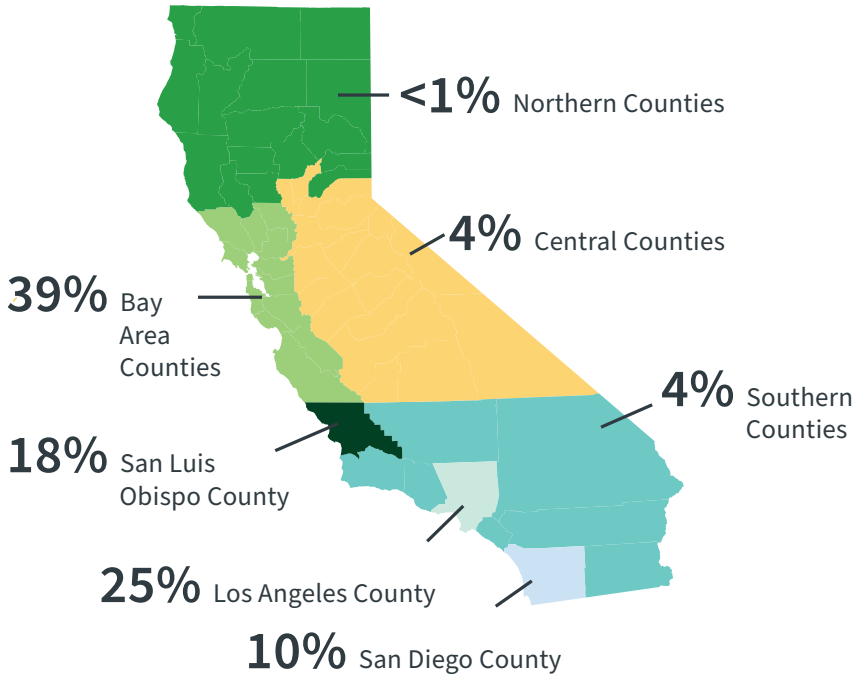 <1% Northern Counties
4% Central Counties
39% Bay
Area
Counties
4% Southern
Counties
18% San Luis
Obispo County
25% Los Angeles County
10% San Diego County